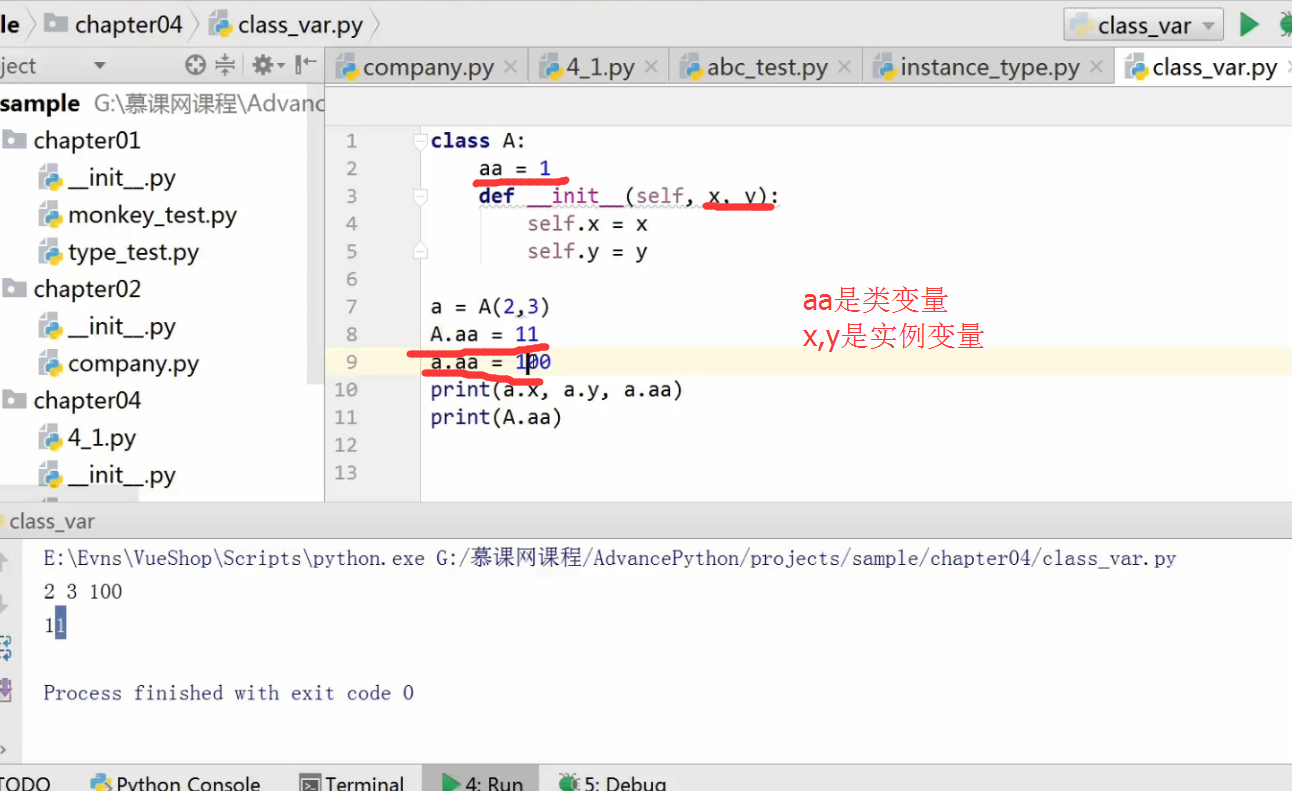 le chapter04 class_var.py class_var
ject company.py 4_1.py abc_test.py instance_type.py class_var.py
sample G:\慕课网课程\Advanc
chapter01
__init__.py
monkey_test.py
type_test.py
chapter02
__init__.py
company.py
chapter04
4_1.py
__init__.py
1 class A:
2 aa = 1
3 def __init__(self, x, y):
4 self.x = x
5 self.y = y
6
7 a = A(2,3)
8 A.aa = 11
9 a.aa = 100
10 print(a.x, a.y, a.aa)
11 print(A.aa)
12
13
aa是类变量
x,y是实例变量
class_var
E:\Evns\VueShop\Scripts\python.exe G:/慕课网课程/AdvancePython/projects/sample/chapter04/class_var.py
2 3 100
11
Process finished with exit code 0
TODO Python Console Terminal 4: Run 5: Debug